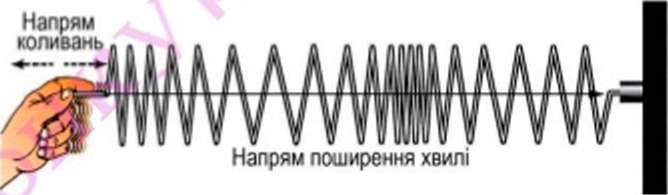 Напрям
коливань
Напрям поширення хвилі